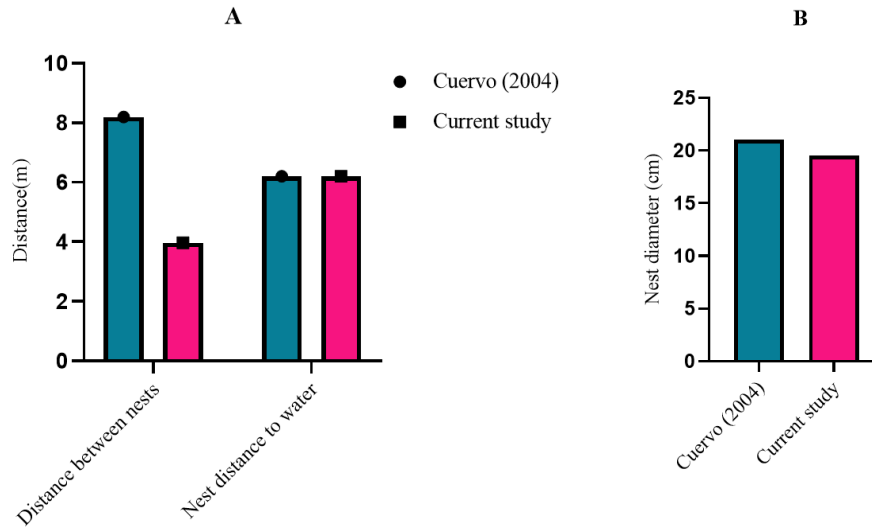 A
Distance(m)
10
8
6
4
2
0
Distance between nests
Nest distance to water
Cuervo (2004)
Current study
B
Nest diameter (cm)
25
20
15
10
5
0
Cuervo (2004)
Current study